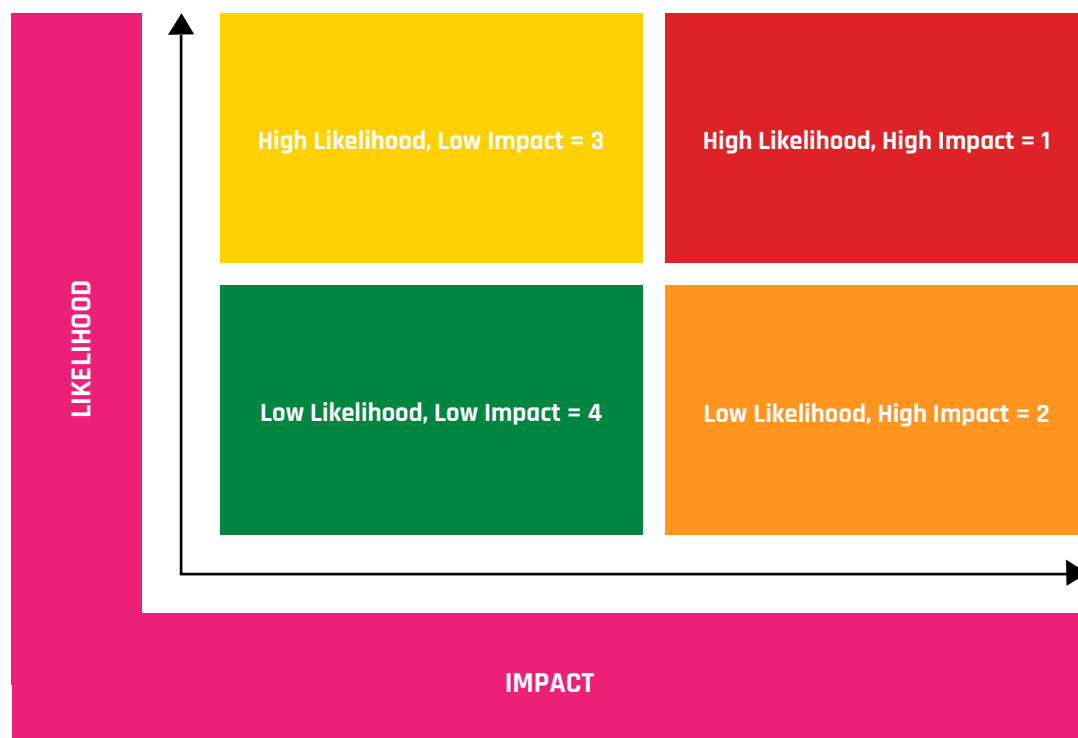 High Likelihood, Low Impact = 3
High Likelihood, High Impact = 1
LIKELIHOOD
Low Likelihood, Low Impact = 4
Low Likelihood, High Impact = 2
IMPACT